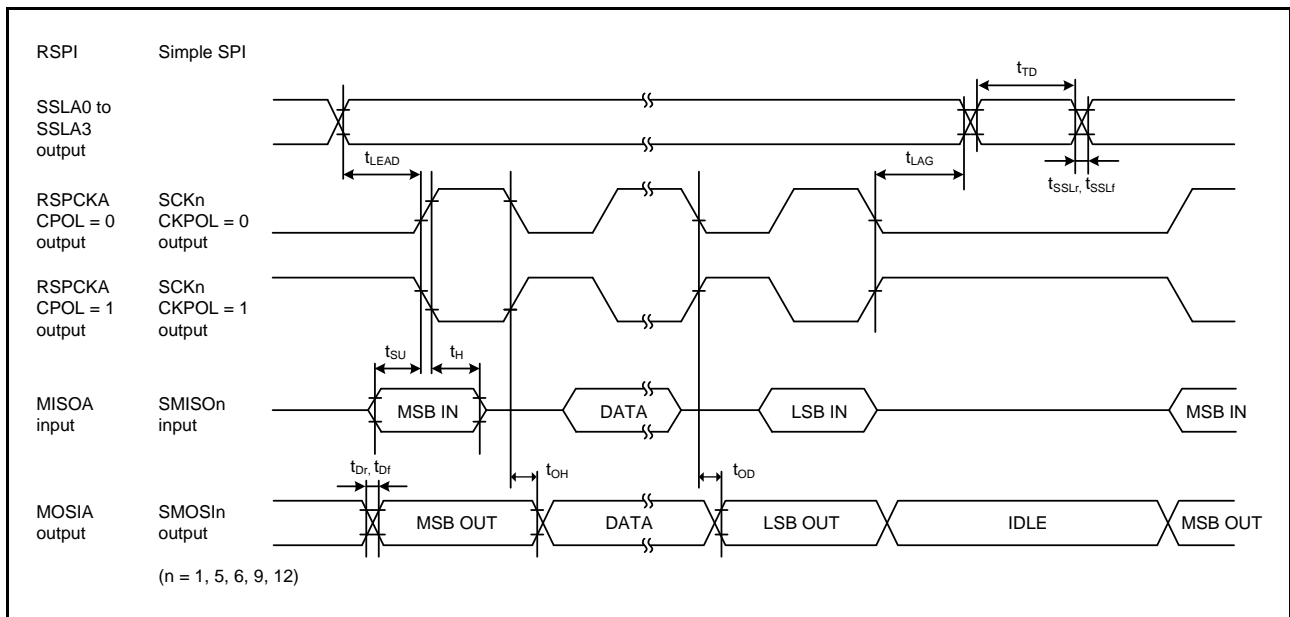 RSPI Simple SPI
tTD
SSLA0 to
SSLA3
output
tLEAD
tLAG
tSSLr, tSSLf
RSPCKA SCKn
CPOL = 0 CKPOL = 0
output output
RSPCKA SCKn
CPOL = 1 CKPOL = 1
output output
tSU tH
MISOA SMISOn
input input
MSB IN DATA LSB IN MSB IN
tDr, tDf tOH tOD
MOSIA SMOSIn
output output
MSB OUT DATA LSB OUT IDLE MSB OUT
(n = 1, 5, 6, 9, 12)